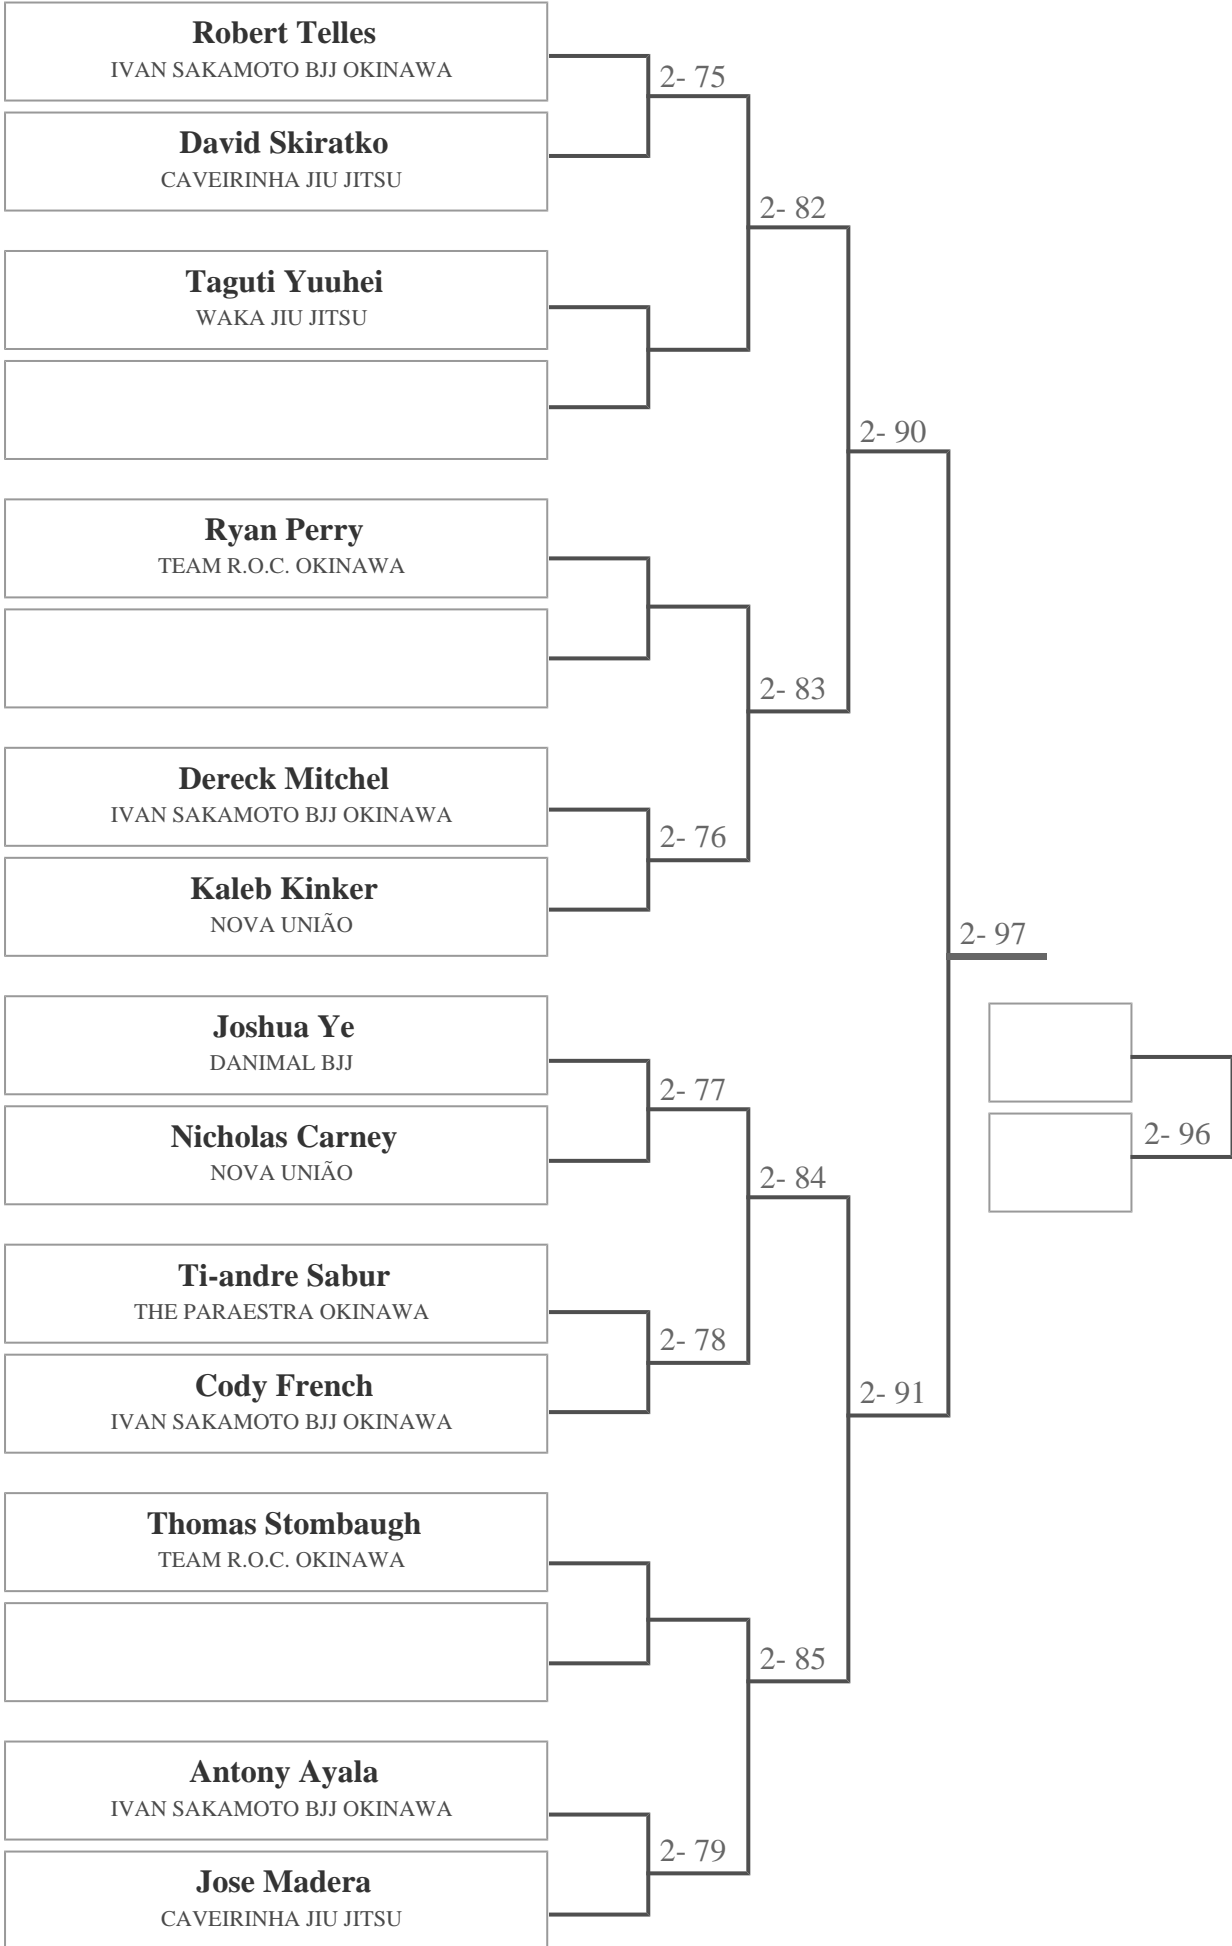 Robert Telles
IVAN SAKAMOTO BJJ OKINAWA
2- 75
David Skiratko
CAVEIRINHA JIU JITSU
2- 82
Taguti Yuuhei
WAKA JIU JITSU
2- 90
Ryan Perry
TEAM R.O.C. OKINAWA
2- 83
Dereck Mitchel
IVAN SAKAMOTO BJJ OKINAWA
2- 76
Kaleb Kinker
NOVA UNIÃO
2- 97
Joshua Ye
DANIMAL BJJ
2- 77
Nicholas Carney
NOVA UNIÃO
2- 96
2- 84
Ti-andre Sabur
THE PARAESTRA OKINAWA
2- 78
Cody French
IVAN SAKAMOTO BJJ OKINAWA
2- 91
Thomas Stombaugh
TEAM R.O.C. OKINAWA
2- 85
Antony Ayala
IVAN SAKAMOTO BJJ OKINAWA
2- 79
Jose Madera
CAVEIRINHA JIU JITSU